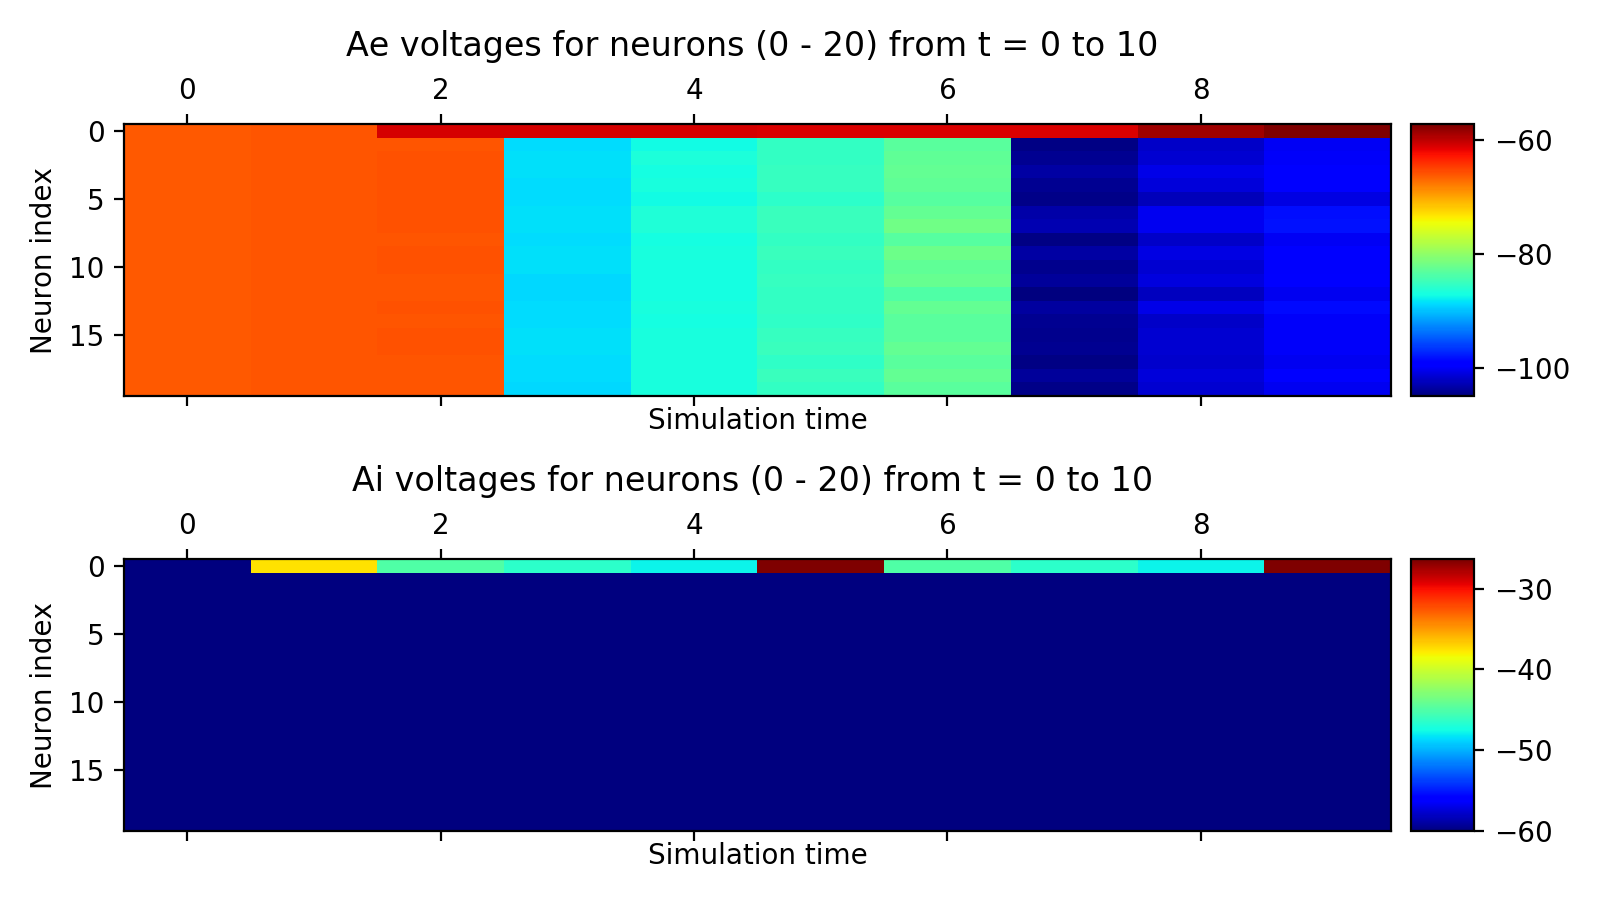 Ae voltages for neurons (0 - 20) from t = 0 to 10
0 2 4 6 8
0
5
10
15
Neuron index
Simulation time
−60
−80
−100
Ai voltages for neurons (0 - 20) from t = 0 to 10
0 2 4 6 8
0
5
10
15
Neuron index
Simulation time
−30
−40
−50
−60